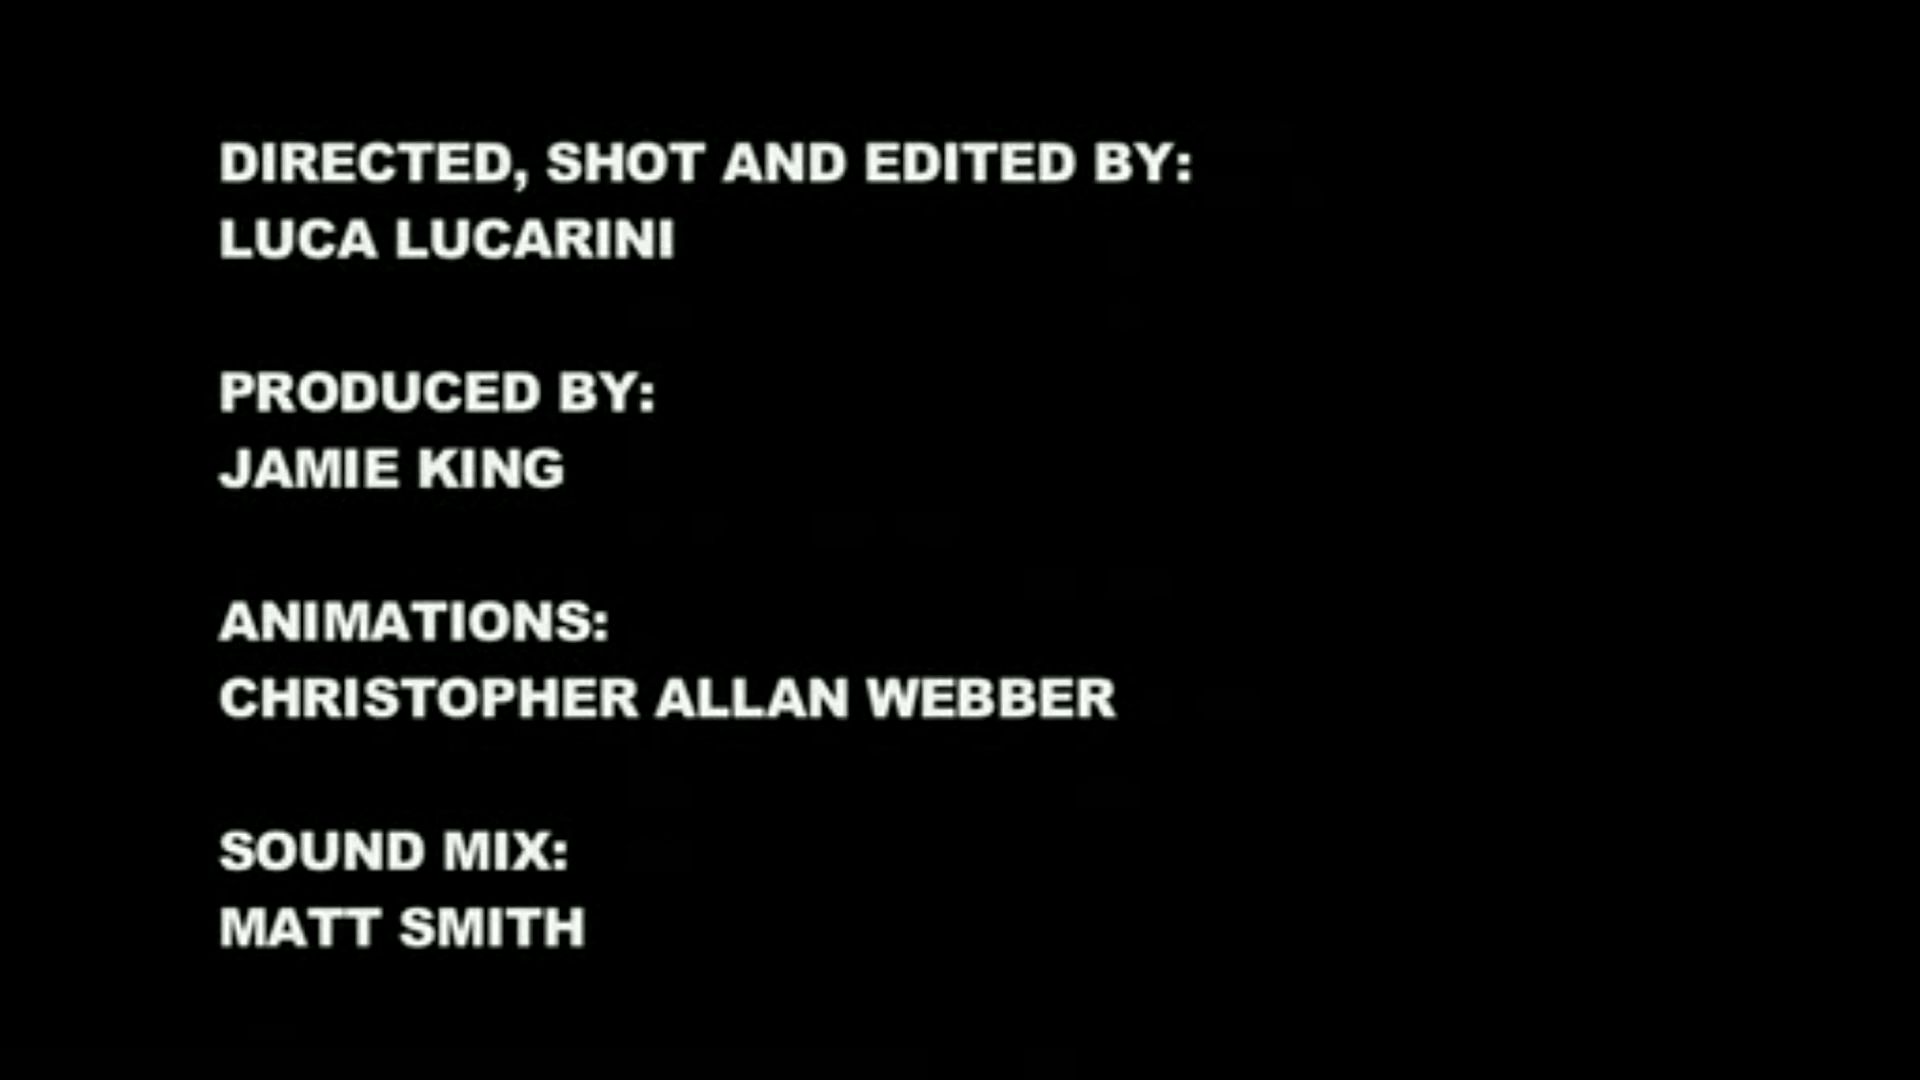 DIRECTED, SHOT AND EDITED BY:
LUCA LUCARINI
PRODUCED BY:
JAMIE KING
ANIMATIONS:
CHRISTOPHER ALLAN WEBBER
SOUND MIX:
MATT SMITH